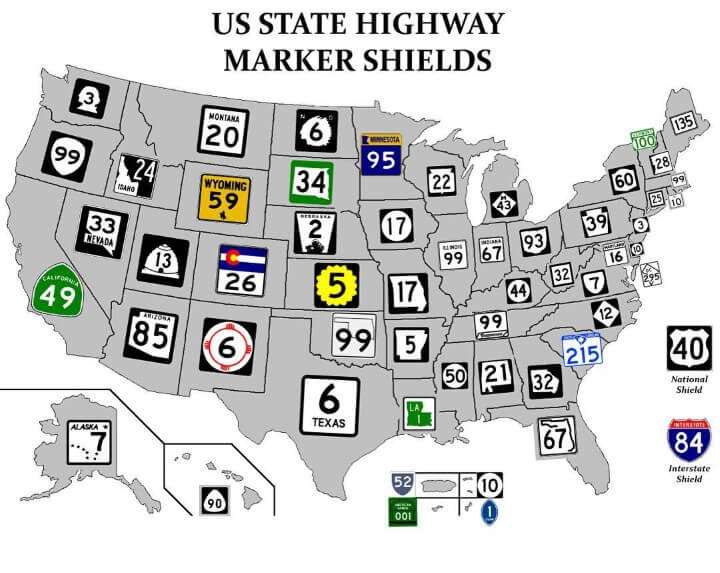 US STATE HIGHWAY
MARKER SHIELDS
3
MONTANA
20
N D
6
MINNESOTA
95
135
100
99
24
IDAHO
WYOMING
59
34
22
43
60
28
99
25
10
33
NEVADA
13
26
NEBRASKA
2
17
ILLINOIS
99
INDIANA
67
93
39
3
CALIFORNIA
49
5
17
44
32
7
MARYLAND
16
10
295
ARIZONA
85
6
99
5
99
12
215
40
National
Shield
6
TEXAS
50
21
32
LA
1
67
INTERSTATE
84
Interstate
Shield
ALASKA
7
90
52
10
001
1